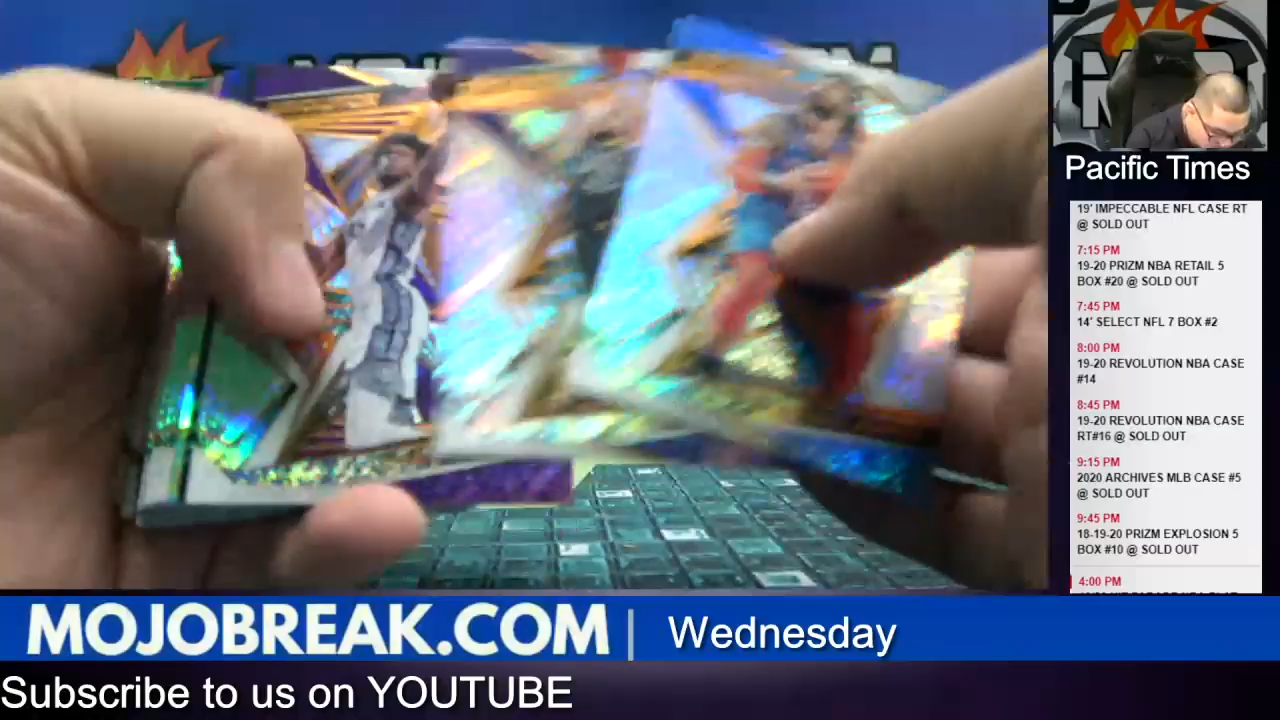 Pacific Times
19' IMPECCABLE NFL CASE RT
@ SOLD OUT
7:15 PM
19-20 PRIZM NBA RETAIL 5
BOX #20 @ SOLD OUT
7:45 PM
14' SELECT NFL 7 BOX #2
8:00 PM
19-20 REVOLUTION NBA CASE
#14
8:45 PM
19-20 REVOLUTION NBA CASE
RT#16 @ SOLD OUT
9:15 PM
2020 ARCHIVES MLB CASE #5
@ SOLD OUT
9:45 PM
18-19-20 PRIZM EXPLOSION 5
BOX #10 @ SOLD OUT
4:00 PM
MOJOBREAK.COM | Wednesday
Subscribe to us on YOUTUBE